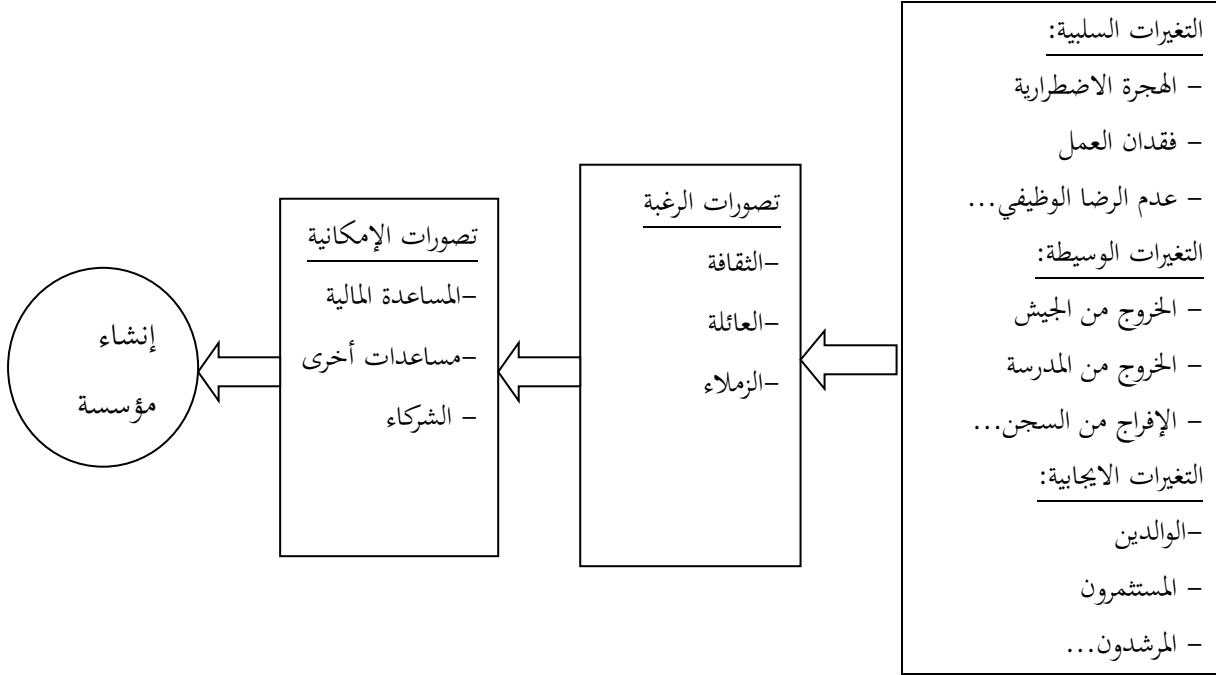 التغيرات السلبية:
– الهجرة الاضطرارية
– فقدان العمل
– عدم الرضا الوظيفي...
التغيرات الوسيطة:
– الخروج من الجيش
– الخروج من المدرسة
– الإفراج من السجن...
التغيرات الايجابية:
–الوالدين
– المستثمرون
– المرشدون...
تصورات الرغبة
–الثقافة
–العائلة
–الزملاء
تصورات الإمكانية
–المساعدة المالية
–مساعدات أخرى
– الشركاء
إنشاء
مؤسسة